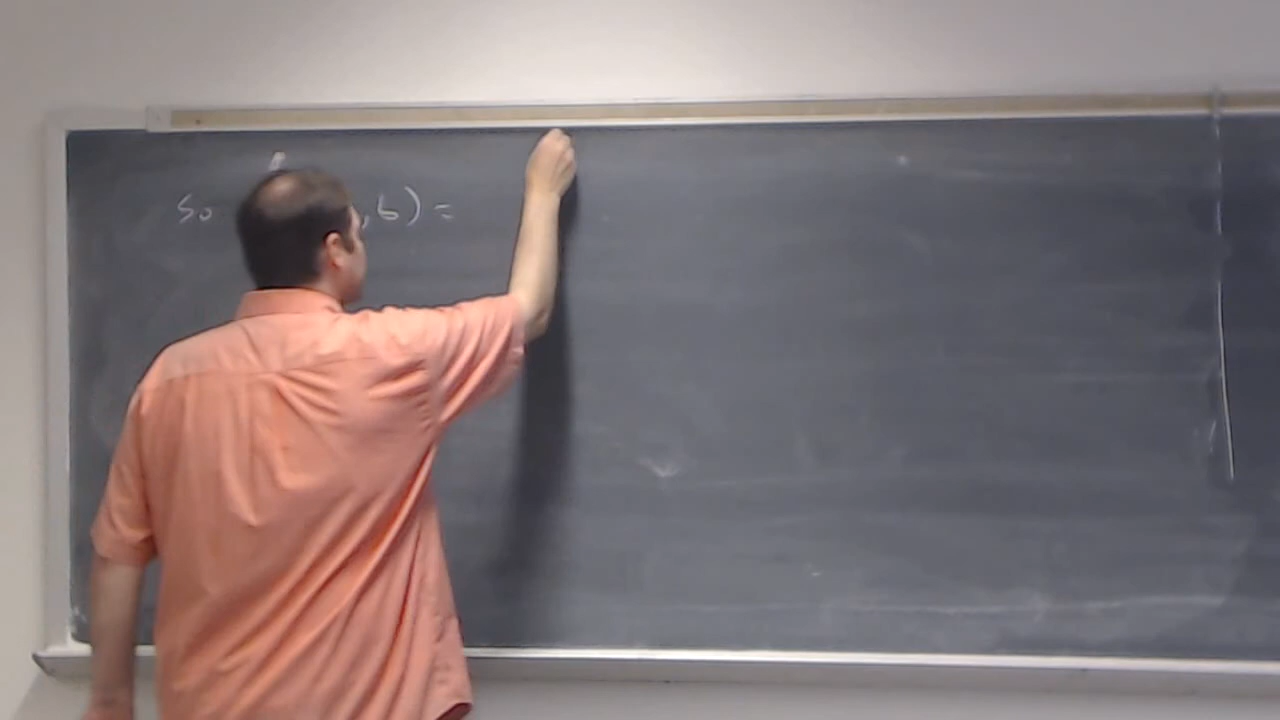 So , b) =